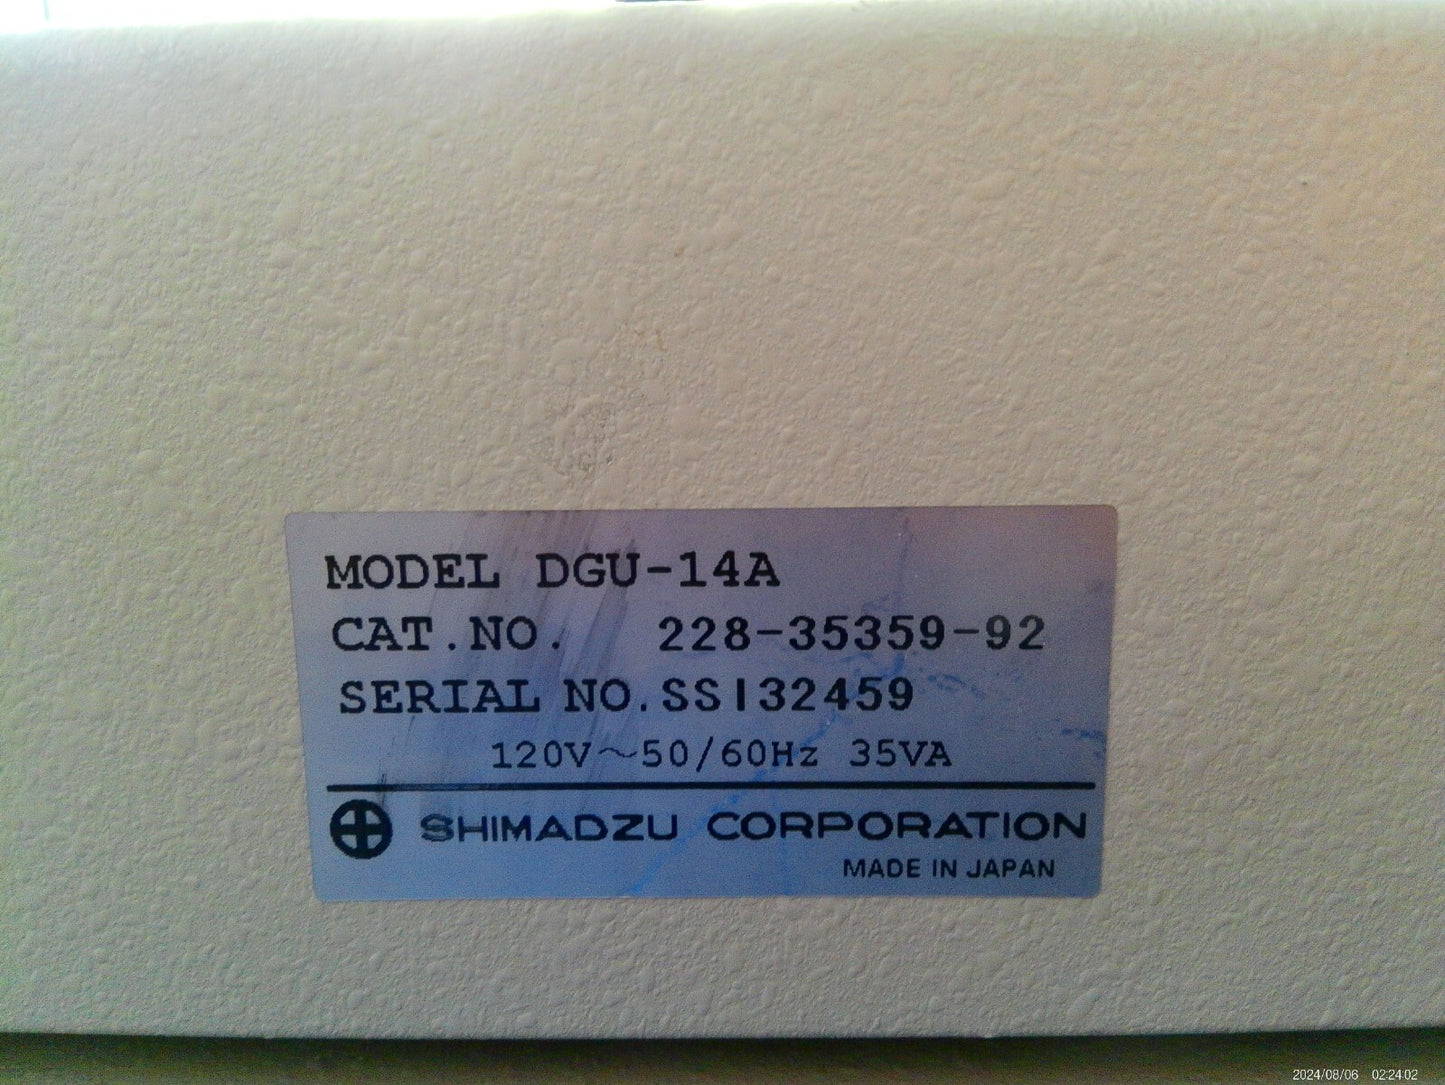 MODEL DGU-14A
CAT.NO. 228-35359-92
SERIAL NO.SSI32459
120V~50/60Hz 35VA
SHIMADZU CORPORATION
MADE IN JAPAN
2024/08/06 02:24:02